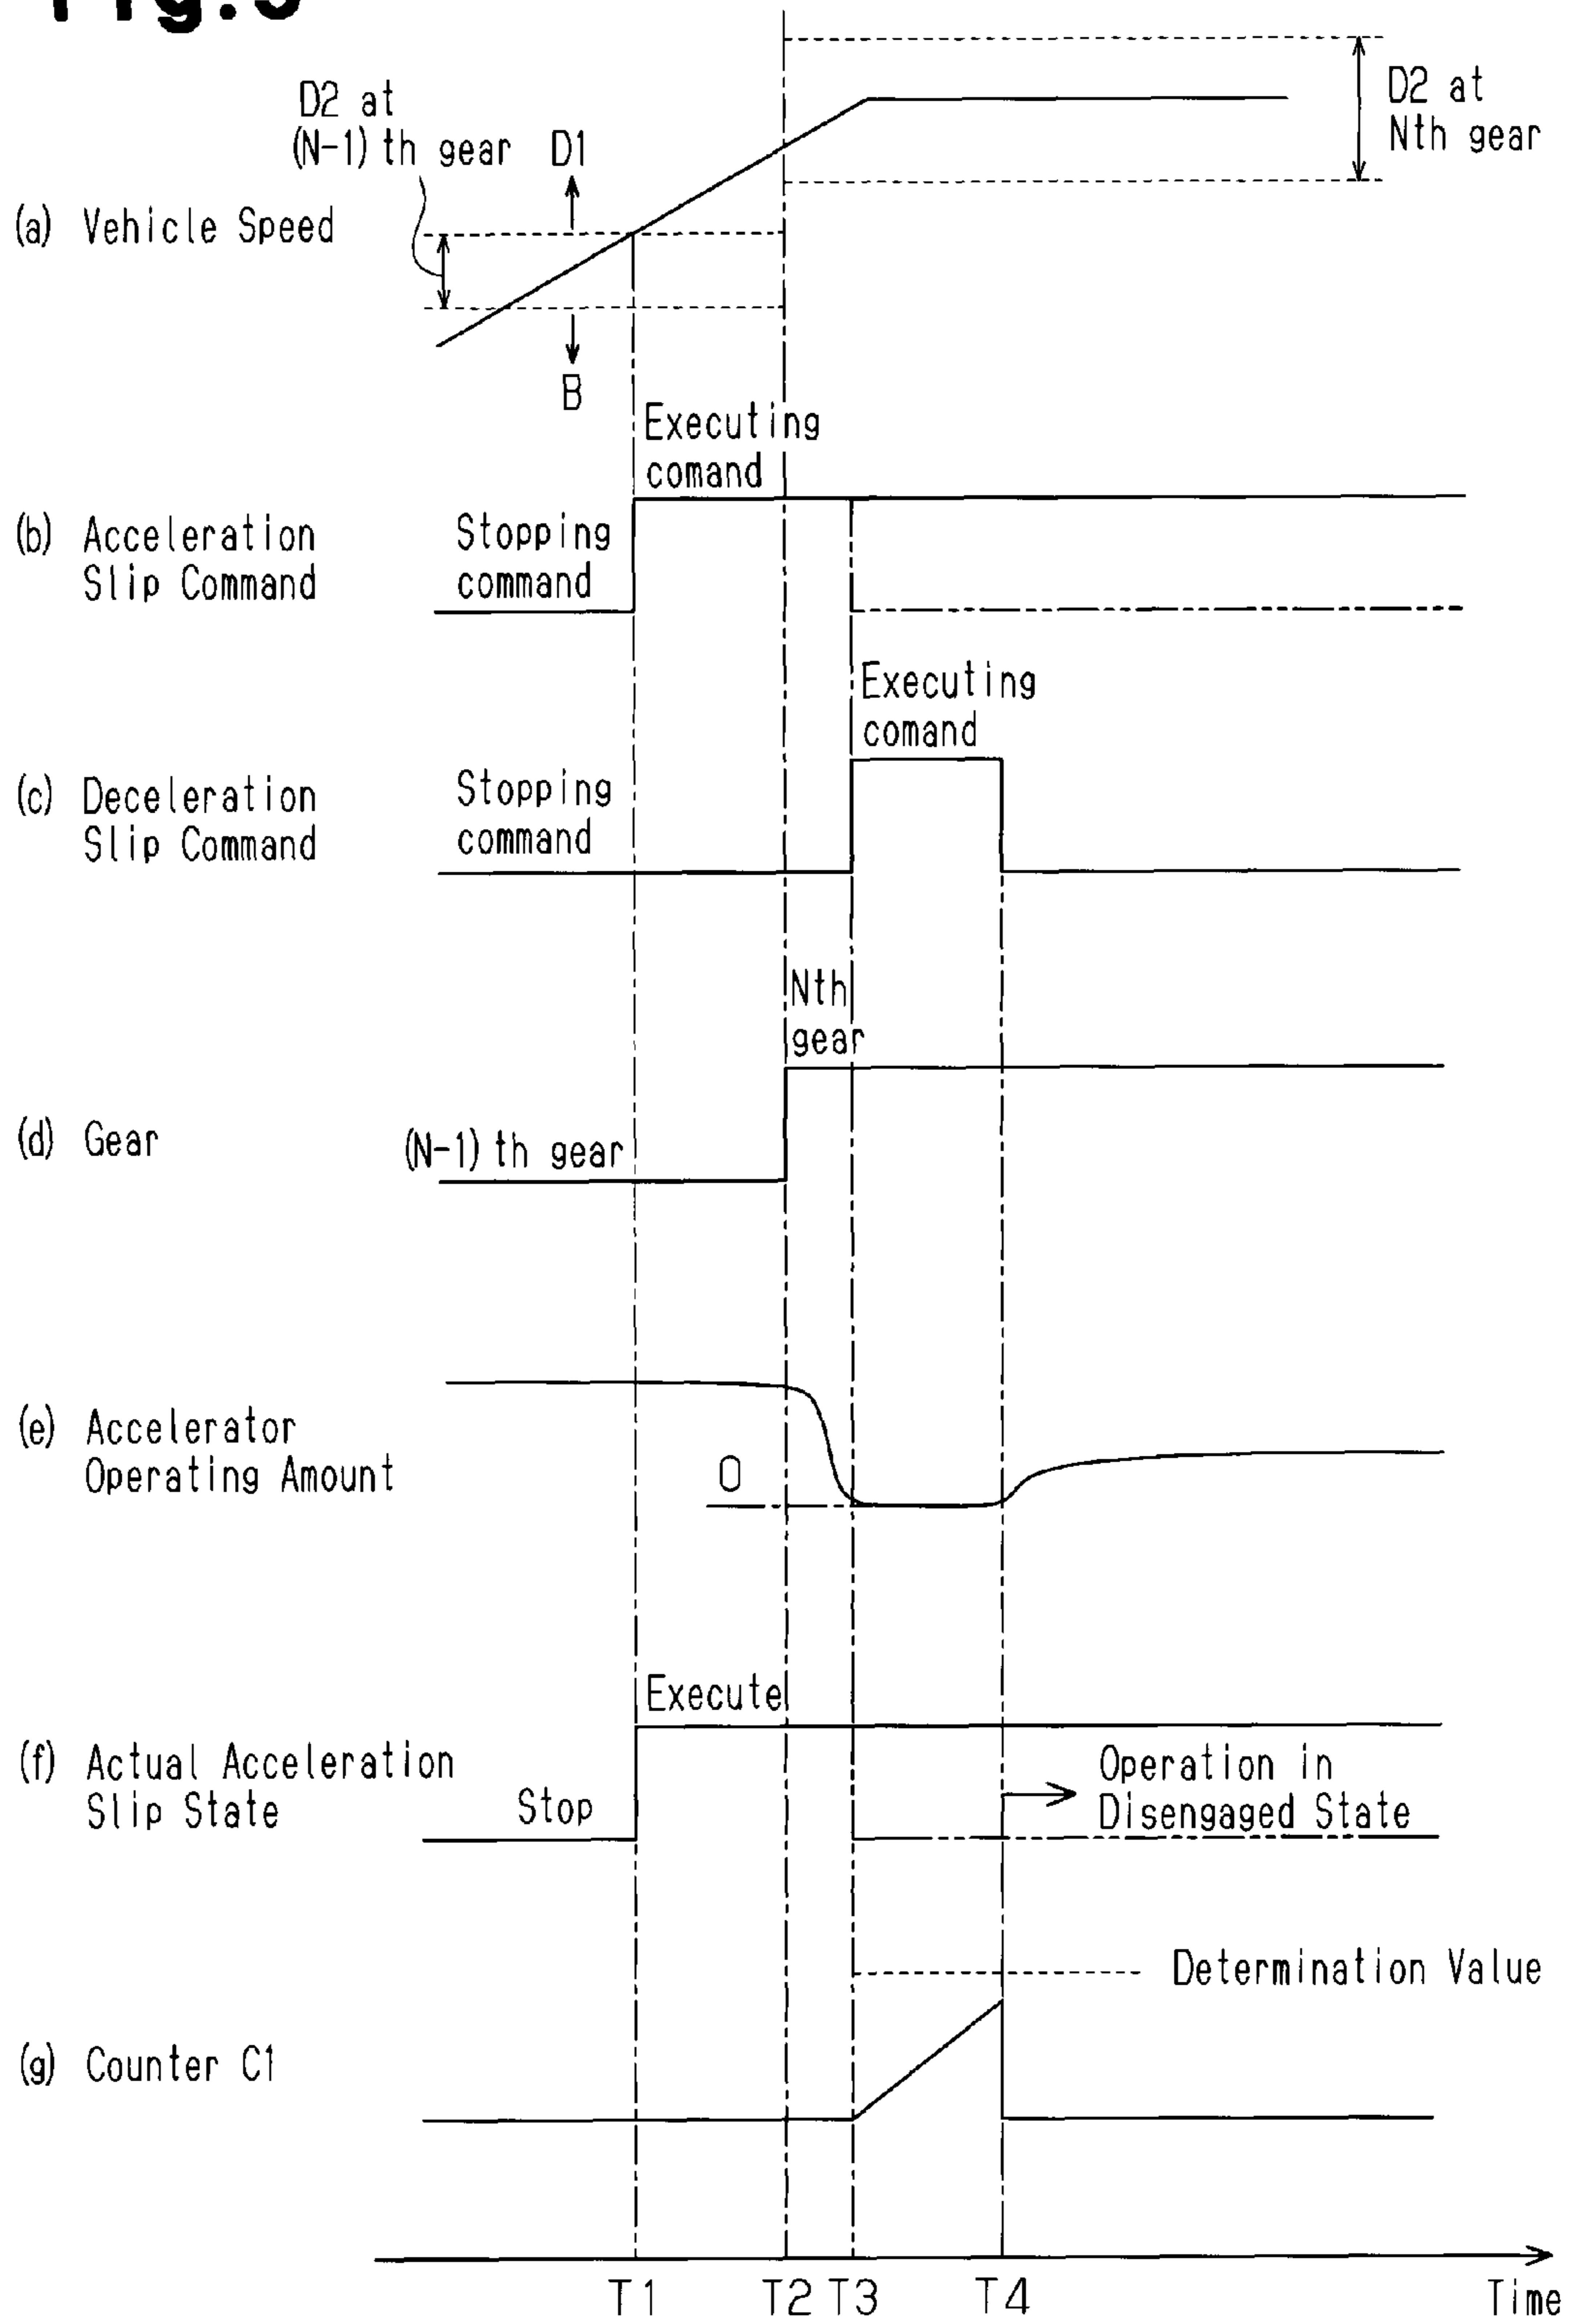 D2 at
(N-1) th gear
D1
D2 at
Nth gear
(a) Vehicle Speed
B
Executing
comand
(b) Acceleration
Slip Command
Stopping
command
Executing
comand
(c) Deceleration
Slip Command
Stopping
command
Nth
gear
(d) Gear
(N-1) th gear
(e) Accelerator
Operating Amount
0
Execute
(f) Actual Acceleration
Slip State
Stop
Operation in
Disengaged State
Determination Value
(g) Counter C1
T1 T2 T3 T4 Time